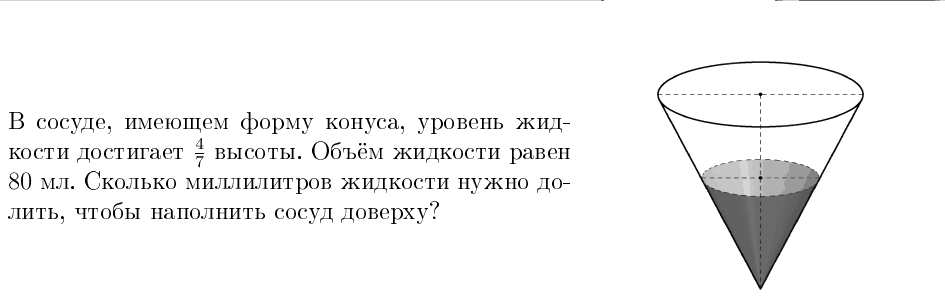 В сосуде, имеющем форму конуса, уровень жид-
кости достигает 4/7 высоты. Объём жидкости равен
80 мл. Сколько миллилитров жидкости нужно до-
лить, чтобы наполнить сосуд доверху?